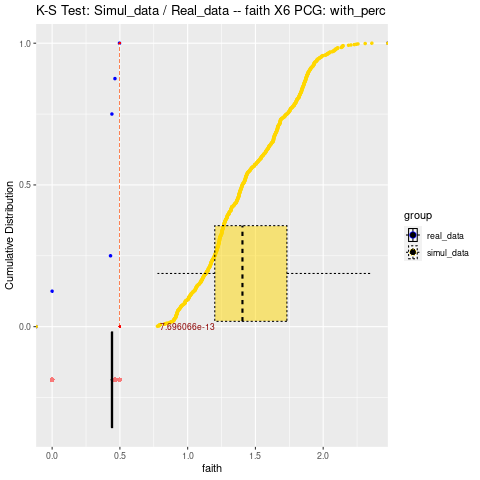 K-S Test: Simul_data / Real_data -- faith X6 PCG: with_perc
Cumulative Distribution
1.0
0.5
0.0
7.696066e-13
0.0 0.5 1.0 1.5 2.0
faith
group
real_data
simul_data